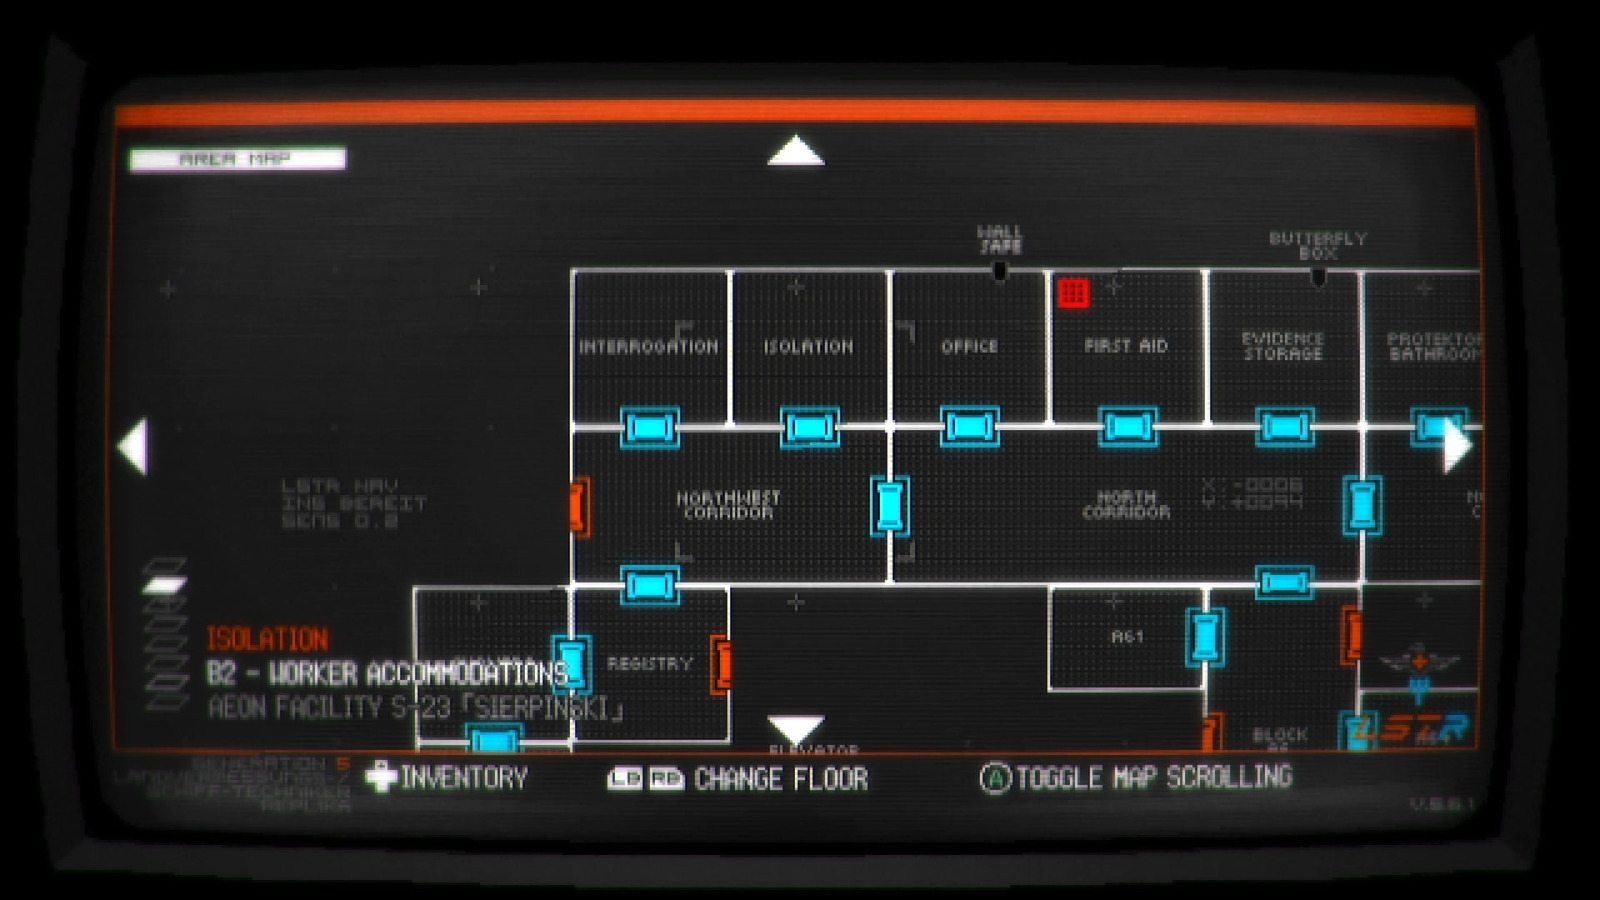 AREA MAP
WALL
SAFE
BUTTERFLY
BOX
INTERROGATION
ISOLATION
OFFICE
FIRST AID
EVIDENCE
STORAGE
PROTEKTOR
BATHROOM
LSTR NAV
INS BEREIT
SENS 0.2
NORTHWEST
CORRIDOR
NORTH
CORRIDOR
X:-0006
Y:+0094
A61
REGISTRY
ISOLATION
B2 - WORKER ACCOMMODATIONS
AEON FACILITY S-23 「SIERPINSKI」
BLOCK
LSTR
ELEVATOR
GENERATION 5
LANDVERMESSUNGS-/
SCHIFF-TECHNIKER
REPLIKA
INVENTORY
LB RB CHANGE FLOOR
A TOGGLE MAP SCROLLING
V.5.6.1